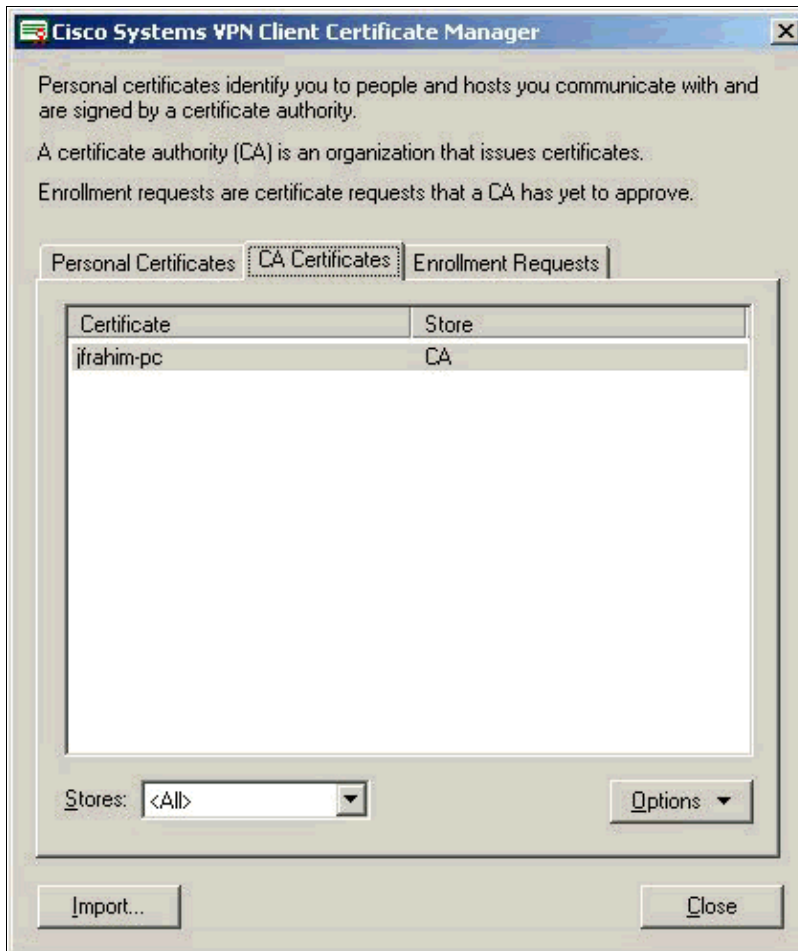 Cisco Systems VPN Client Certificate Manager
Personal certificates identify you to people and hosts you communicate with and
are signed by a certificate authority.
A certificate authority (CA) is an organization that issues certificates.
Enrollment requests are certificate requests that a CA has yet to approve.
Personal Certificates CA Certificates Enrollment Requests
Certificate Store
jfrahim-pc CA
Stores: <All> Options
Import... Close